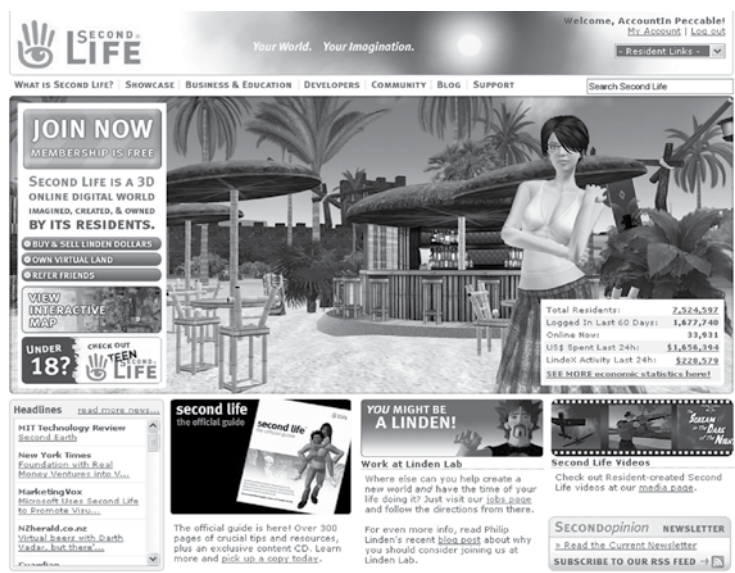 SECOND LIFE
Your World. Your Imagination.
Welcome, AccountIn Peccable!
My Account | Log out
- Resident Links -
WHAT IS SECOND LIFE? | SHOWCASE | BUSINESS & EDUCATION | DEVELOPERS | COMMUNITY | BLOG | SUPPORT
Search Second Life
JOIN NOW
MEMBERSHIP IS FREE
SECOND LIFE IS A 3D
ONLINE DIGITAL WORLD
IMAGINED, CREATED, & OWNED
BY ITS RESIDENTS.
BUY & SELL LINDEN DOLLARS
OWN VIRTUAL LAND
REFER FRIENDS
VIEW
INTERACTIVE
MAP
UNDER
18?
CHECK OUT
TEEN
SECOND LIFE
Total Residents: 7,524,597
Logged In Last 60 Days: 1,677,740
Online Now: 33,931
US$ Spent Last 24h: $1,656,394
LindeX Activity Last 24h: $228,579
SEE MORE economic statistics here!
Headlines read more news...
MIT Technology Review
Second Earth
New York Times
Foundation with Real
Money Ventures into V...
MarketingVox
Microsoft Uses Second Life
to Promote Visu...
NZherald.co.nz
Virtual beers with Darth
Vadar, but there'...
Guardian
second life
the official guide
second life
the official guide
The official guide is here! Over 300
pages of crucial tips and resources,
plus an exclusive content CD. Learn
more and pick up a copy today.
YOU MIGHT BE
A LINDEN!
Work at Linden Lab
Where else can you help create a
new world and have the time of your
life doing it? Just visit our jobs page
and follow the directions from there.
For even more info, read Philip
Linden's recent blog post about why
you should consider joining us at
Linden Lab.
SCREAM
IN THE DARK
OF THE NIGHT
Second Life Videos
Check out Resident-created Second
Life videos at our media page.
SECONDopinion NEWSLETTER
» Read the Current Newsletter
SUBSCRIBE TO OUR RSS FEED